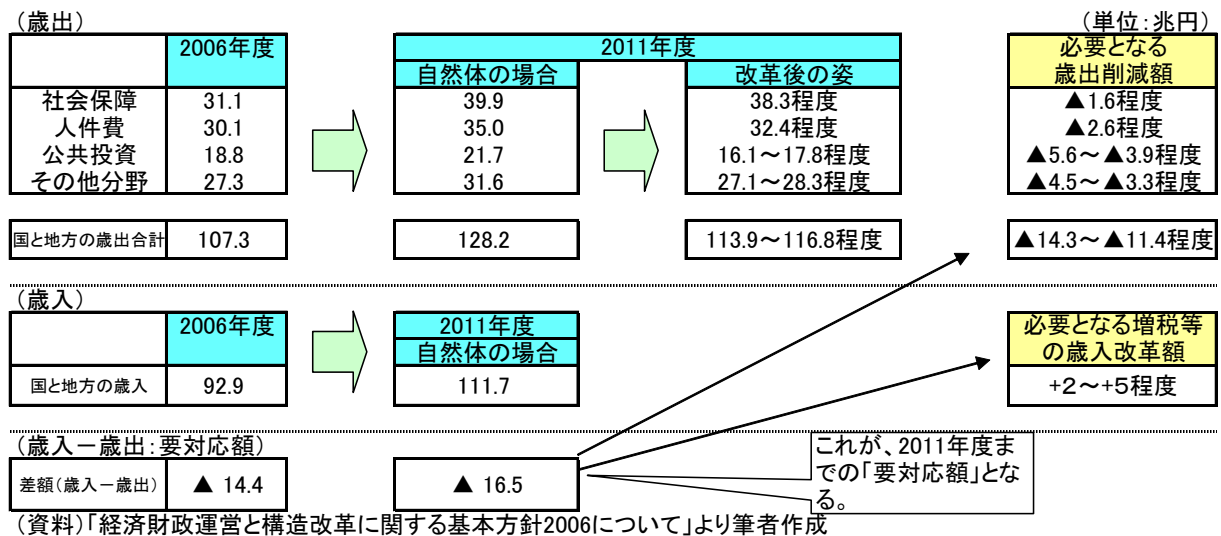 （歳出） （単位：兆円）
2006年度 2011年度 必要となる
自然体の場合 改革後の姿 歳出削減額
社会保障 31.1 39.9 38.3程度 ▲1.6程度
人件費 30.1 35.0 32.4程度 ▲2.6程度
公共投資 18.8 21.7 16.1～17.8程度 ▲5.6～▲3.9程度
その他分野 27.3 31.6 27.1～28.3程度 ▲4.5～▲3.3程度
国と地方の歳出合計 107.3 128.2 113.9～116.8程度 ▲14.3～▲11.4程度
（歳入）
2006年度 2011年度 必要となる増税等
自然体の場合 の歳入改革額
国と地方の歳入 92.9 111.7 +2～+5程度
（歳入－歳出：要対応額）
差額（歳入－歳出） ▲ 14.4 ▲ 16.5
これが、2011年度ま
での「要対応額」とな
る。
（資料）「経済財政運営と構造改革に関する基本方針2006について」より筆者作成